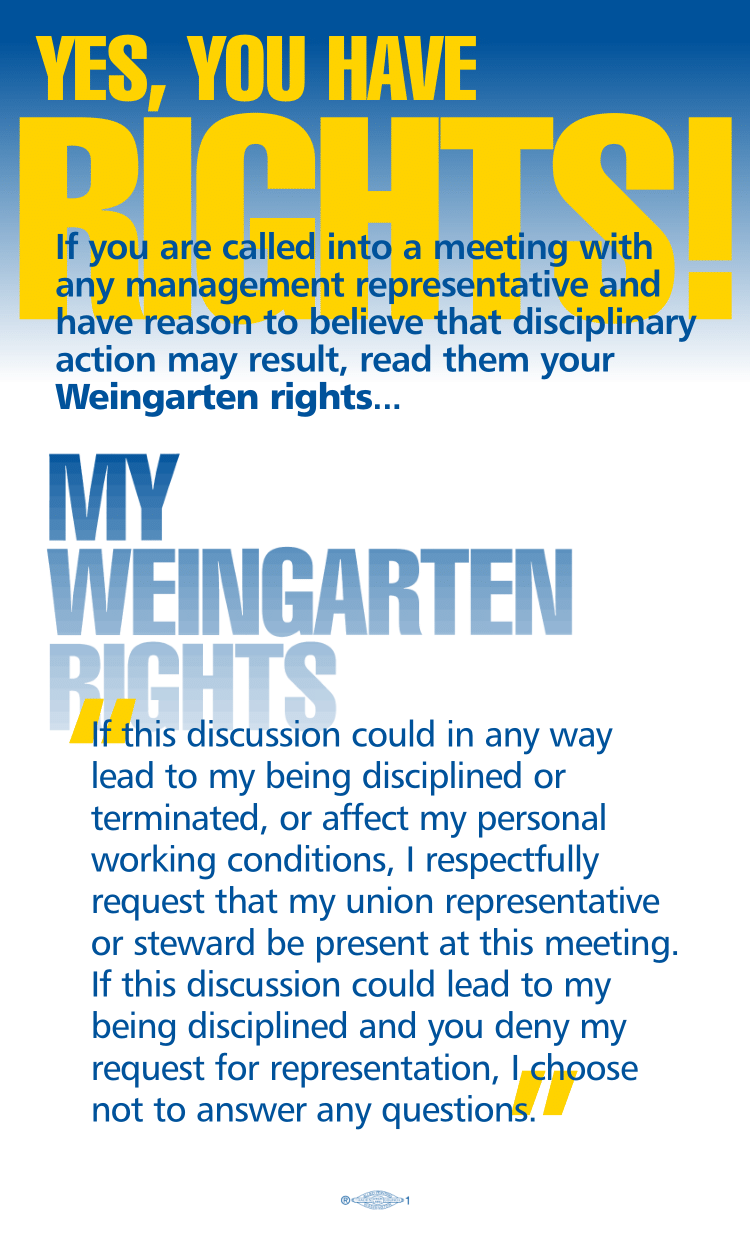 YES, YOU HAVE
RIGHTS!
If you are called into a meeting with
any management representative and
have reason to believe that disciplinary
action may result, read them your
Weingarten rights...
MY
WEINGARTEN
RIGHTS
“If this discussion could in any way
lead to my being disciplined or
terminated, or affect my personal
working conditions, I respectfully
request that my union representative
or steward be present at this meeting.
If this discussion could lead to my
being disciplined and you deny my
request for representation, I choose
not to answer any questions.”
® 1